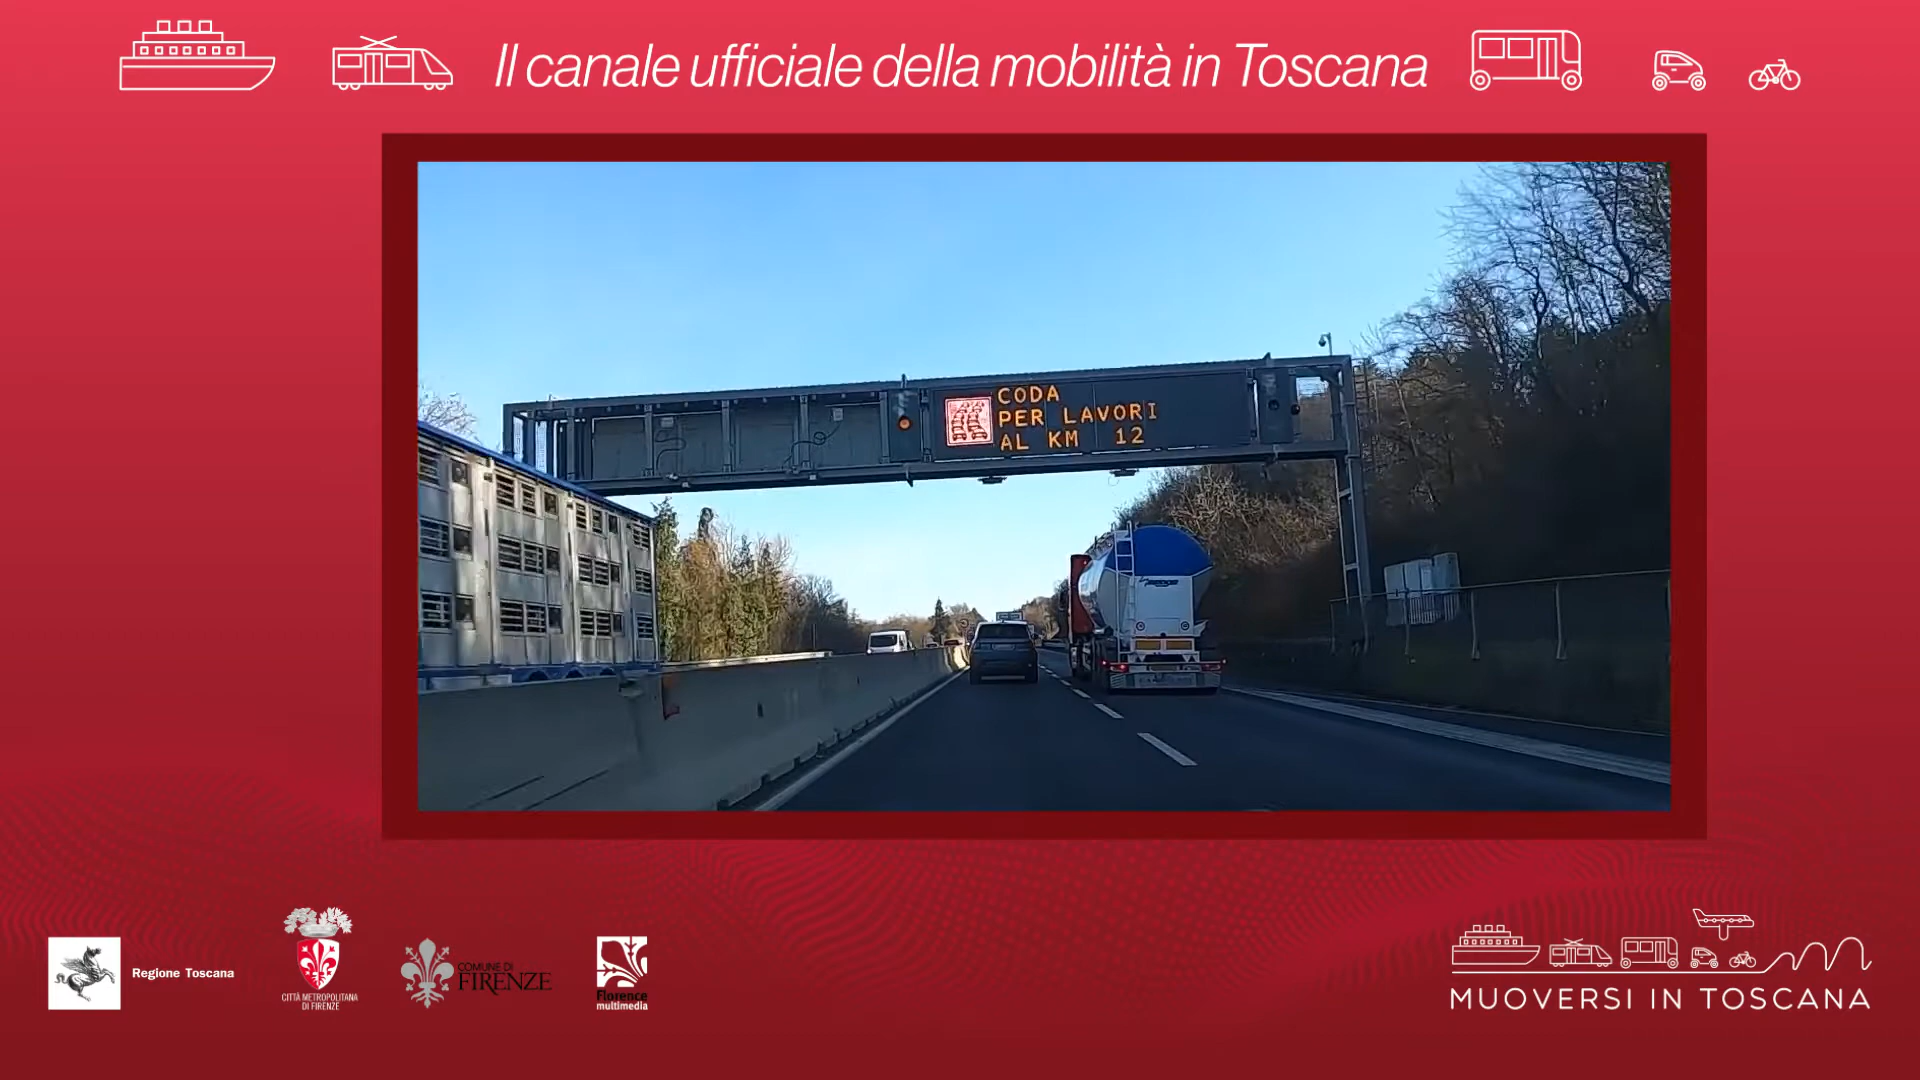 Il canale ufficiale della mobilità in Toscana
CODA
PER LAVORI
AL KM 12
Regione Toscana
CITTÀ METROPOLITANA
DI FIRENZE
COMUNE DI
FIRENZE
Florence
multimedia
MUOVERSI IN TOSCANA